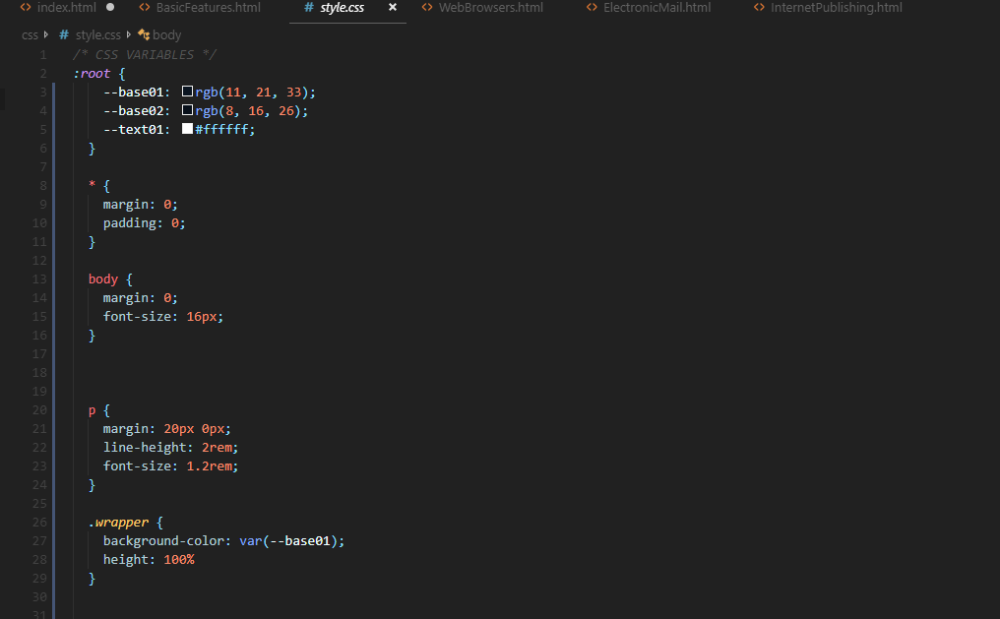 index.html BasicFeatures.html # style.css × WebBrowsers.html ElectronicMail.html InternetPublishing.html
css # style.css body
1 /* CSS VARIABLES */
2 :root {
3 --base01: rgb(11, 21, 33);
4 --base02: rgb(8, 16, 26);
5 --text01: #ffffff;
6 }
7
8 * {
9 margin: 0;
10 padding: 0;
11 }
12
13 body {
14 margin: 0;
15 font-size: 16px;
16 }
17
18
19
20 p {
21 margin: 20px 0px;
22 line-height: 2rem;
23 font-size: 1.2rem;
24 }
25
26 .wrapper {
27 background-color: var(--base01);
28 height: 100%
29 }
30
31